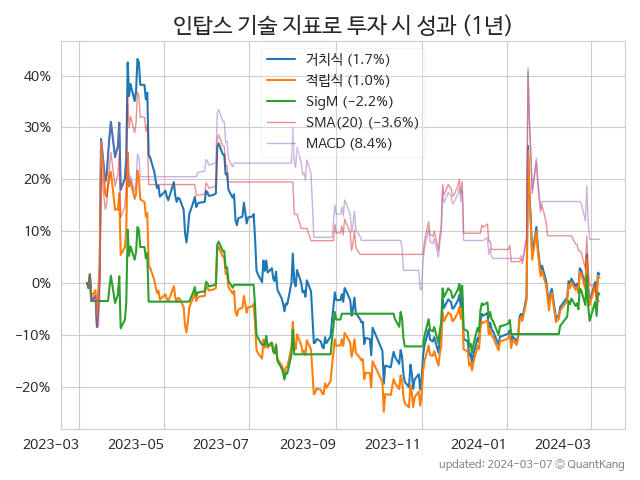 인탑스 기술 지표로 투자 시 성과 (1년)
거치식 (1.7%)
적립식 (1.0%)
SigM (−2.2%)
SMA(20) (−3.6%)
MACD (8.4%)
40%
30%
20%
10%
0%
−10%
−20%
2023−03 2023−05 2023−07 2023−09 2023−11 2024−01 2024−03
updated: 2024−03−07 © QuantKang